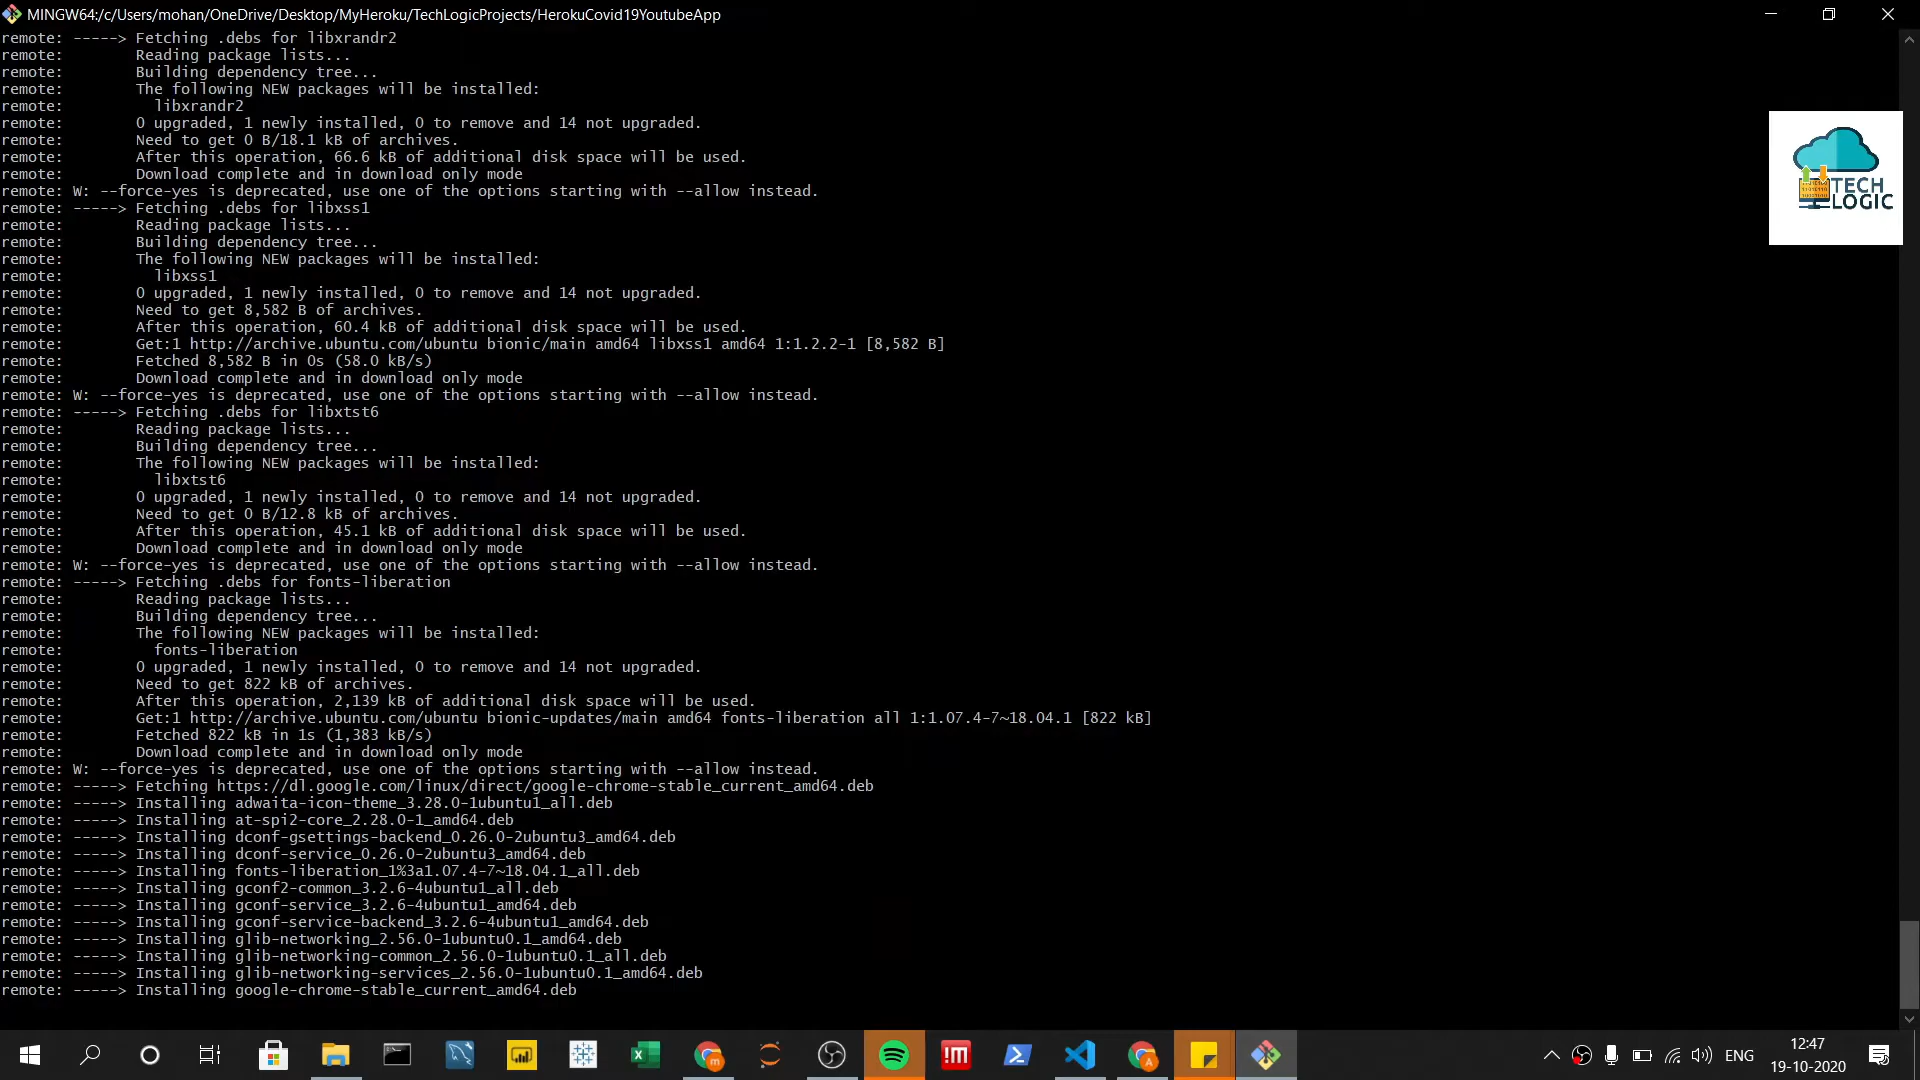 MINGW64:/c/Users/mohan/OneDrive/Desktop/MyHeroku/TechLogicProjects/HerokuCovid19YoutubeApp
remote: -----> Fetching .debs for libxrandr2
remote:        Reading package lists...
remote:        Building dependency tree...
remote:        The following NEW packages will be installed:
remote:          libxrandr2
remote:        0 upgraded, 1 newly installed, 0 to remove and 14 not upgraded.
remote:        Need to get 0 B/18.1 kB of archives.
remote:        After this operation, 66.6 kB of additional disk space will be used.
remote:        Download complete and in download only mode
remote: W: --force-yes is deprecated, use one of the options starting with --allow instead.
remote: -----> Fetching .debs for libxss1
remote:        Reading package lists...
remote:        Building dependency tree...
remote:        The following NEW packages will be installed:
remote:          libxss1
remote:        0 upgraded, 1 newly installed, 0 to remove and 14 not upgraded.
remote:        Need to get 8,582 B of archives.
remote:        After this operation, 60.4 kB of additional disk space will be used.
remote:        Get:1 http://archive.ubuntu.com/ubuntu bionic/main amd64 libxss1 amd64 1:1.2.2-1 [8,582 B]
remote:        Fetched 8,582 B in 0s (58.0 kB/s)
remote:        Download complete and in download only mode
remote: W: --force-yes is deprecated, use one of the options starting with --allow instead.
remote: -----> Fetching .debs for libxtst6
remote:        Reading package lists...
remote:        Building dependency tree...
remote:        The following NEW packages will be installed:
remote:          libxtst6
remote:        0 upgraded, 1 newly installed, 0 to remove and 14 not upgraded.
remote:        Need to get 0 B/12.8 kB of archives.
remote:        After this operation, 45.1 kB of additional disk space will be used.
remote:        Download complete and in download only mode
remote: W: --force-yes is deprecated, use one of the options starting with --allow instead.
remote: -----> Fetching .debs for fonts-liberation
remote:        Reading package lists...
remote:        Building dependency tree...
remote:        The following NEW packages will be installed:
remote:          fonts-liberation
remote:        0 upgraded, 1 newly installed, 0 to remove and 14 not upgraded.
remote:        Need to get 822 kB of archives.
remote:        After this operation, 2,139 kB of additional disk space will be used.
remote:        Get:1 http://archive.ubuntu.com/ubuntu bionic-updates/main amd64 fonts-liberation all 1:1.07.4-7~18.04.1 [822 kB]
remote:        Fetched 822 kB in 1s (1,383 kB/s)
remote:        Download complete and in download only mode
remote: W: --force-yes is deprecated, use one of the options starting with --allow instead.
remote: -----> Fetching https://dl.google.com/linux/direct/google-chrome-stable_current_amd64.deb
remote: -----> Installing adwaita-icon-theme_3.28.0-1ubuntu1_all.deb
remote: -----> Installing at-spi2-core_2.28.0-1_amd64.deb
remote: -----> Installing dconf-gsettings-backend_0.26.0-2ubuntu3_amd64.deb
remote: -----> Installing dconf-service_0.26.0-2ubuntu3_amd64.deb
remote: -----> Installing fonts-liberation_1%3a1.07.4-7~18.04.1_all.deb
remote: -----> Installing gconf2-common_3.2.6-4ubuntu1_all.deb
remote: -----> Installing gconf-service_3.2.6-4ubuntu1_amd64.deb
remote: -----> Installing gconf-service-backend_3.2.6-4ubuntu1_amd64.deb
remote: -----> Installing glib-networking_2.56.0-1ubuntu0.1_amd64.deb
remote: -----> Installing glib-networking-common_2.56.0-1ubuntu0.1_all.deb
remote: -----> Installing glib-networking-services_2.56.0-1ubuntu0.1_amd64.deb
remote: -----> Installing google-chrome-stable_current_amd64.deb
TECH
LOGIC
ENG
12:47
19-10-2020